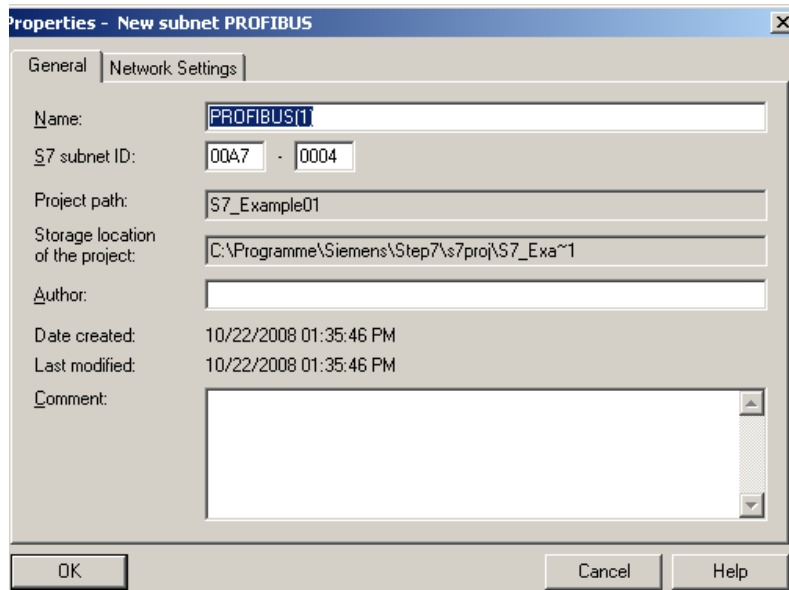 Properties - New subnet PROFIBUS
General Network Settings
Name: PROFIBUS(1)
S7 subnet ID: 00A7 - 0004
Project path: S7_Example01
Storage location
of the project: C:\Programme\Siemens\Step7\s7proj\S7_Exa~1
Author:
Date created: 10/22/2008 01:35:46 PM
Last modified: 10/22/2008 01:35:46 PM
Comment:
OK Cancel Help